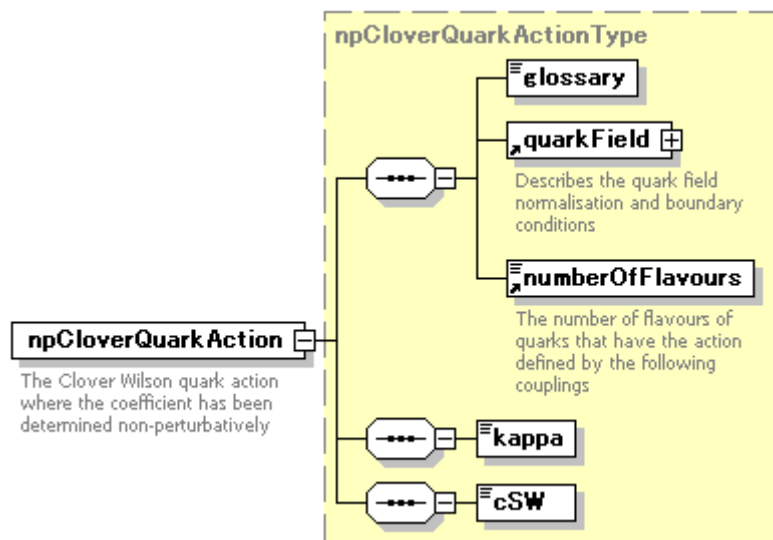 npCloverQuarkActionType
glossary
quarkField
Describes the quark field
normalisation and boundary
conditions
numberOfFlavours
The number of flavours of
quarks that have the action
defined by the following
couplings
npCloverQuarkAction
The Clover Wilson quark action
where the coefficient has been
determined non-perturbatively
kappa
cSW